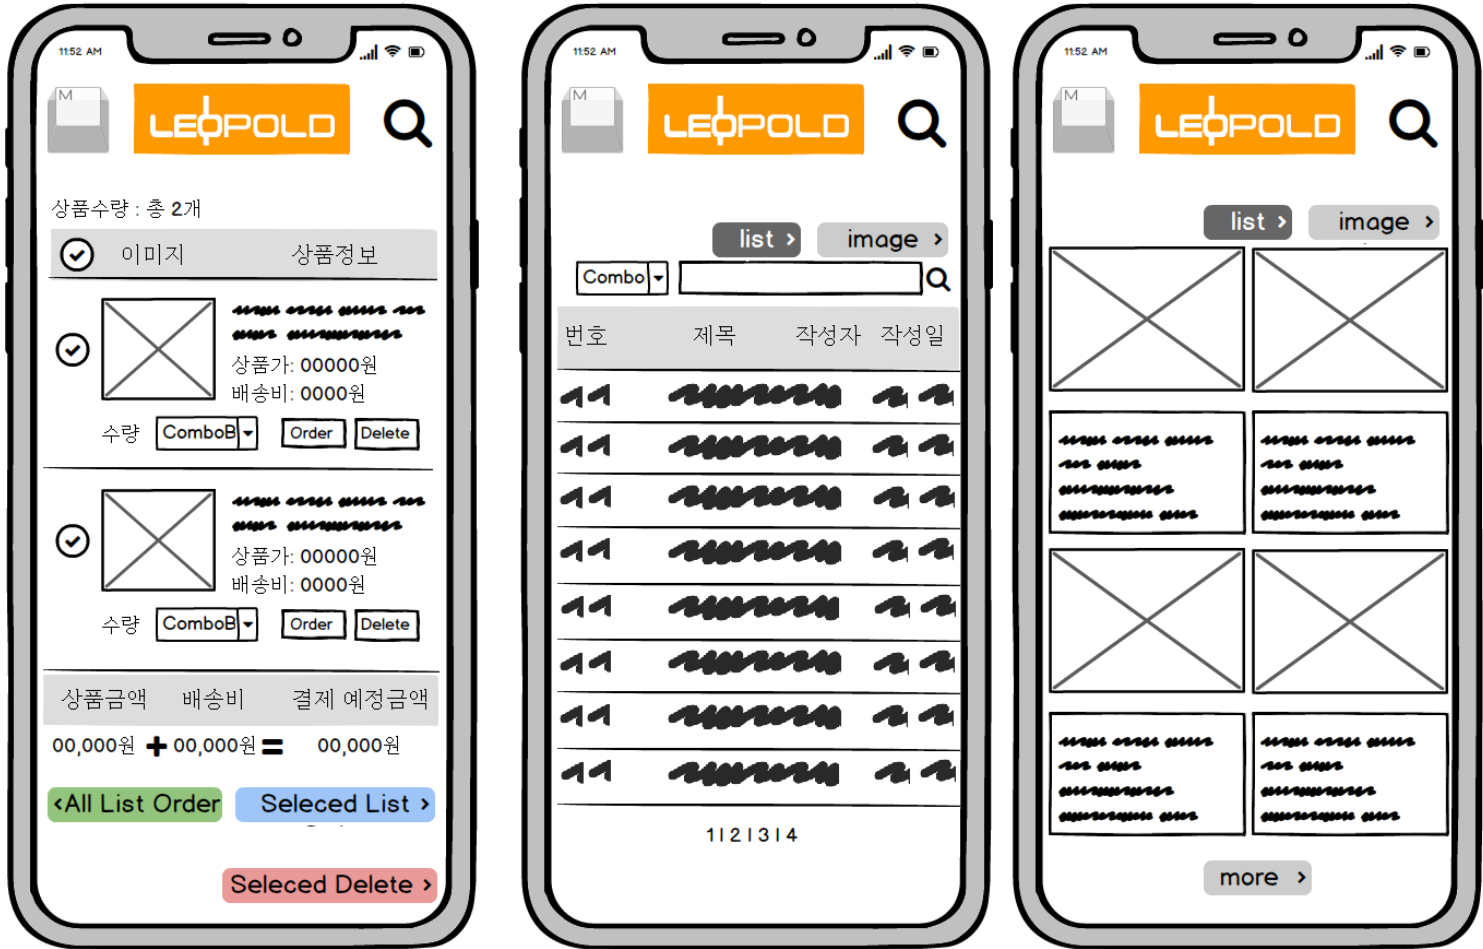 11:52 AM
M
LEOPOLD
상품수량 : 총 2개
이미지 상품정보
상품가: 00000원
배송비: 0000원
수량 ComboB Order Delete
상품가: 00000원
배송비: 0000원
수량 ComboB Order Delete
상품금액 배송비 결제 예정금액
00,000원 + 00,000원 = 00,000원
‹All List Order Seleced List ›
Seleced Delete ›
11:52 AM
M
LEOPOLD
list › image ›
Combo
번호 제목 작성자 작성일
1 | 2 | 3 | 4
11:52 AM
M
LEOPOLD
list › image ›
more ›